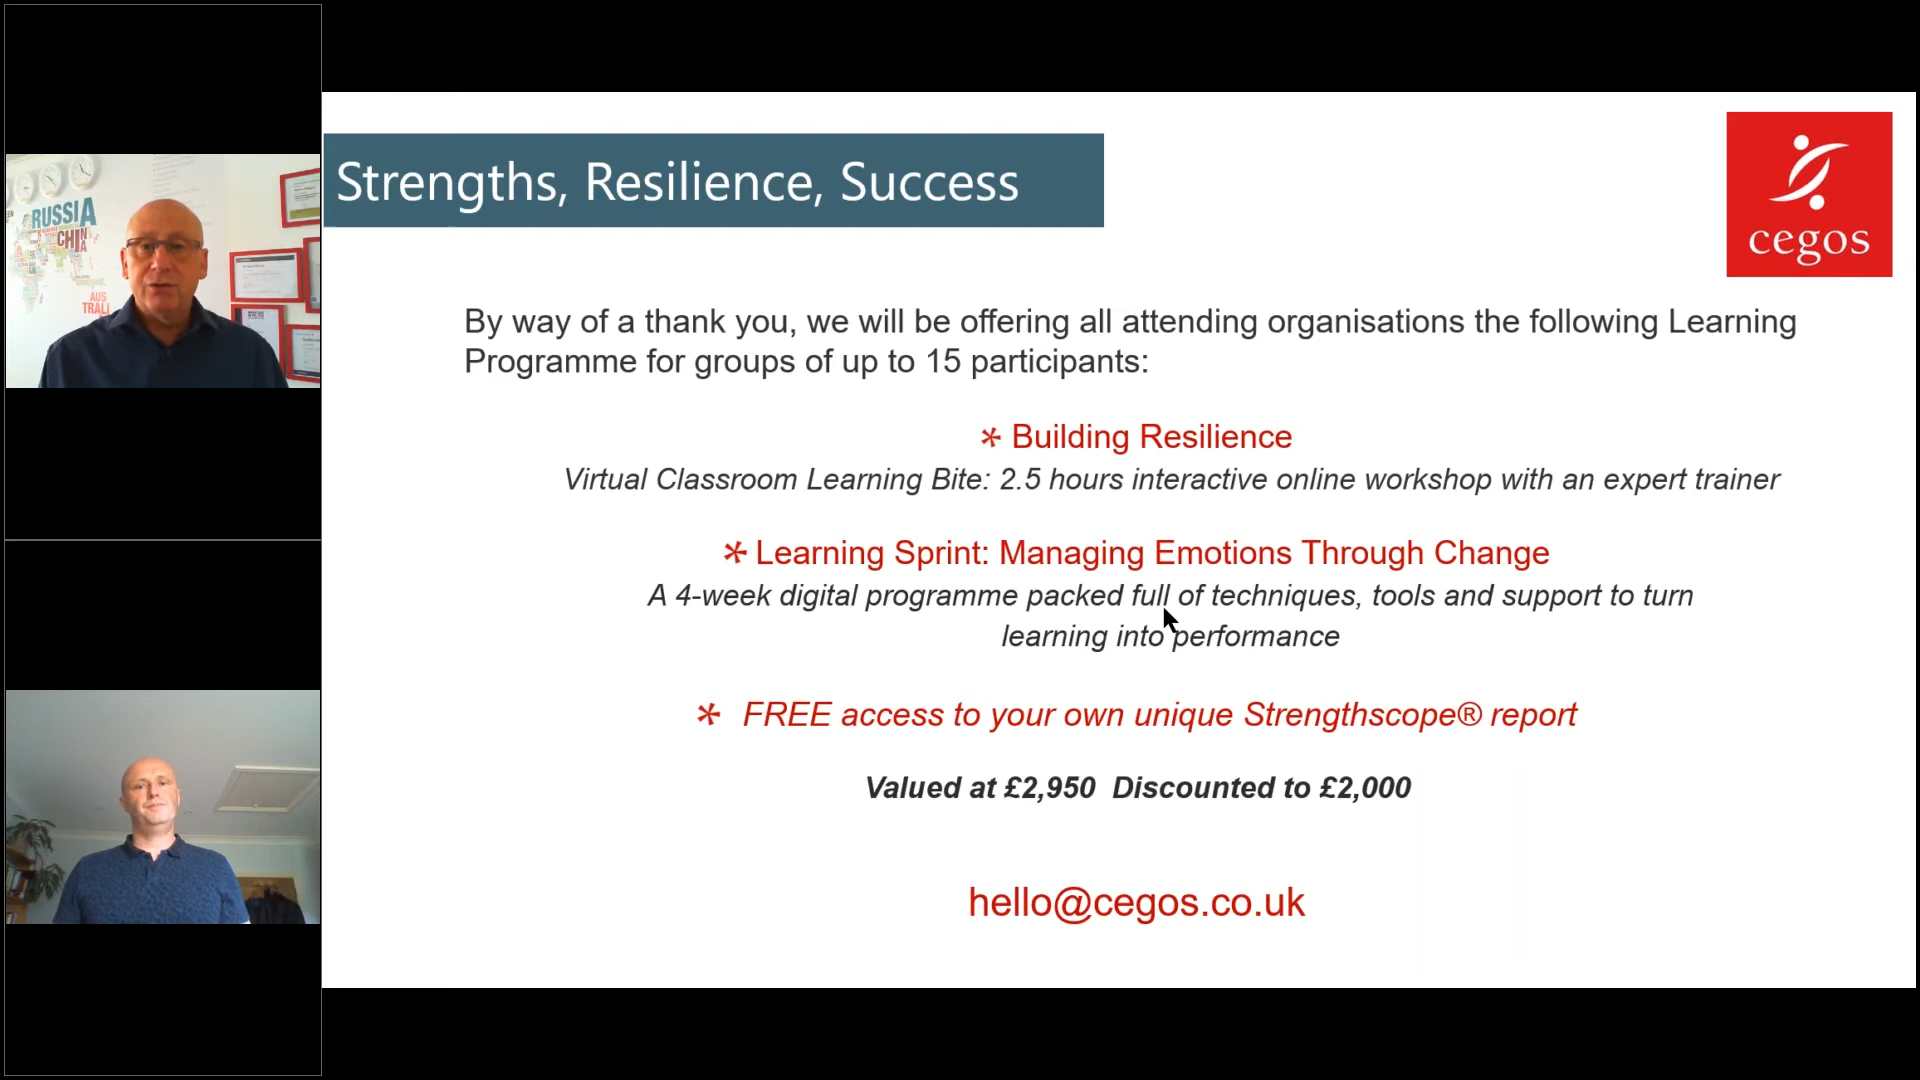 RUSSIA
CHINA
AUS
TRALI
Strengths, Resilience, Success
cegos
By way of a thank you, we will be offering all attending organisations the following Learning
Programme for groups of up to 15 participants:
* Building Resilience
Virtual Classroom Learning Bite: 2.5 hours interactive online workshop with an expert trainer
* Learning Sprint: Managing Emotions Through Change
A 4-week digital programme packed full of techniques, tools and support to turn
learning into performance
* FREE access to your own unique Strengthscope® report
Valued at £2,950 Discounted to £2,000
hello@cegos.co.uk